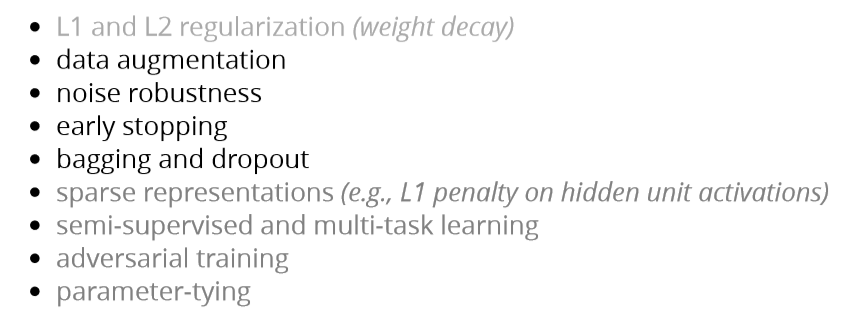 • L1 and L2 regularization (weight decay)
• data augmentation
• noise robustness
• early stopping
• bagging and dropout
• sparse representations (e.g., L1 penalty on hidden unit activations)
• semi-supervised and multi-task learning
• adversarial training
• parameter-tying